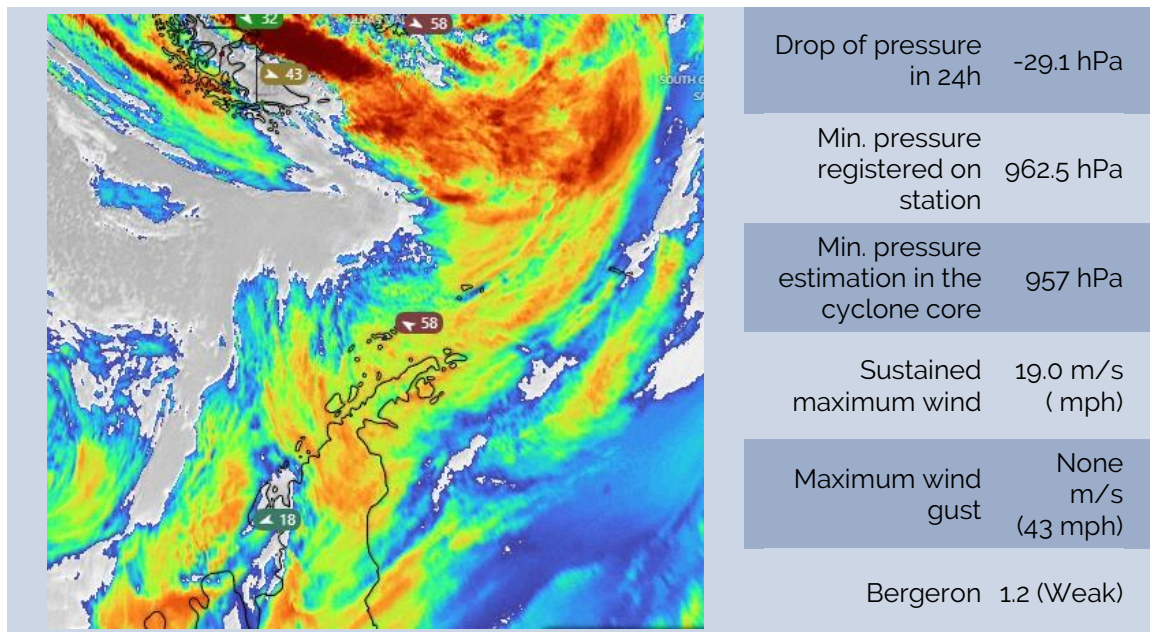 32
58
43
SOUTH G
SA
58
18
Drop of pressure
in 24h
-29.1 hPa
Min. pressure
registered on
station
962.5 hPa
Min. pressure
estimation in the
cyclone core
957 hPa
Sustained
maximum wind
19.0 m/s
( mph)
Maximum wind
gust
None
m/s
(43 mph)
Bergeron
1.2 (Weak)